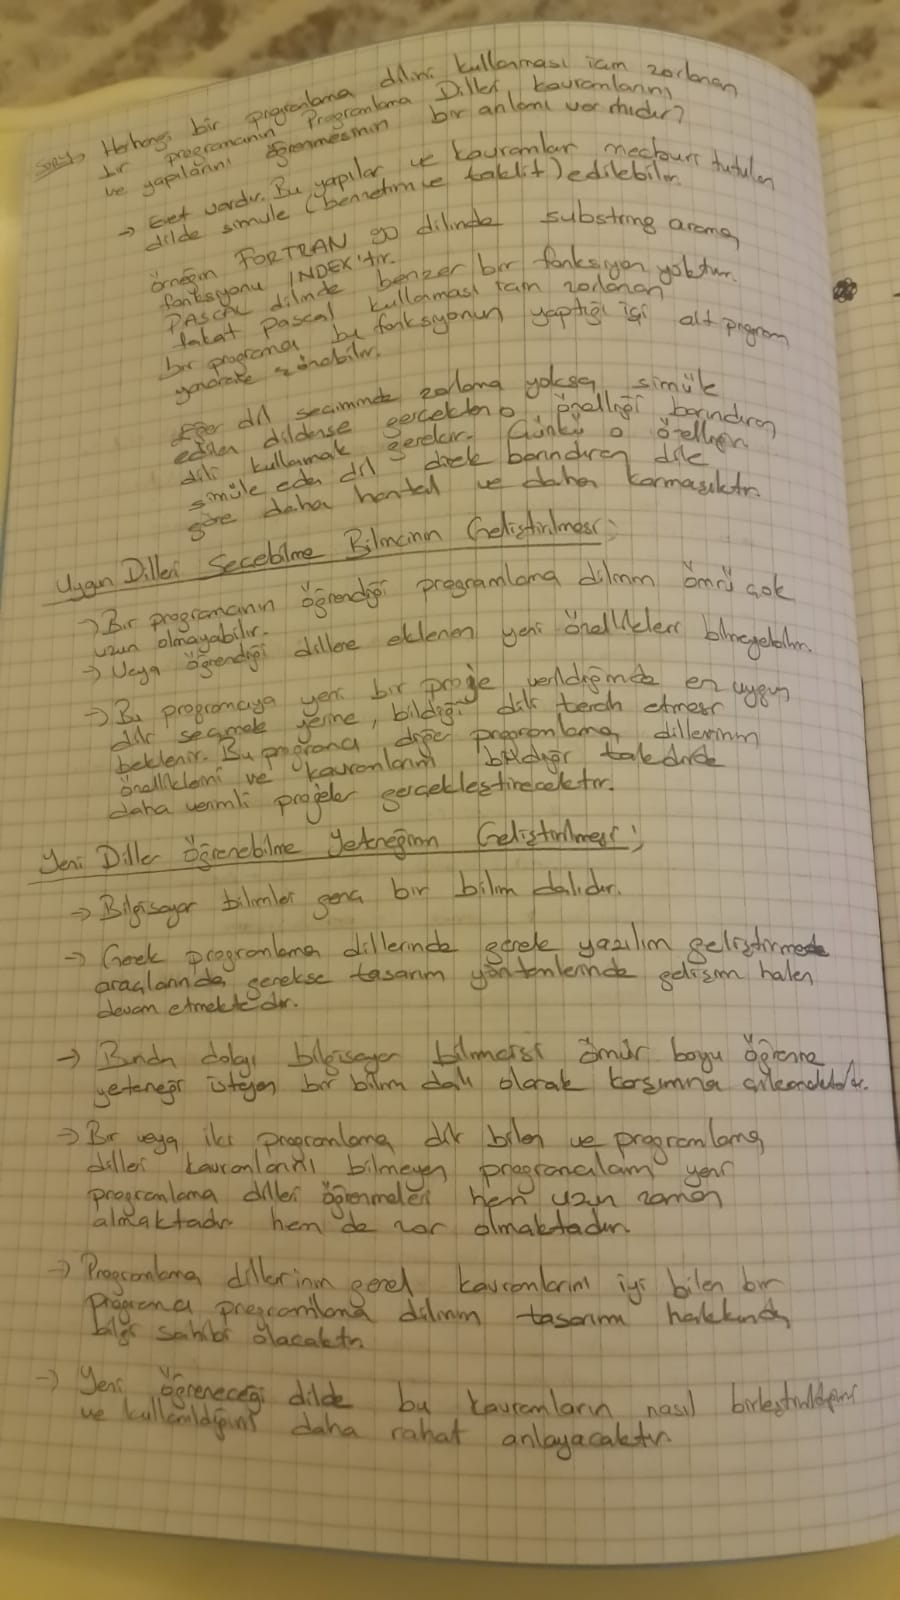 Soru) Herhangi bir programlama dilini kullanması için zorlanan
bir programcının Programlama Dilleri kavramlarını
ve yapılarını öğrenmesinin bir anlamı var mıdır?
→ Evet vardır. Bu yapılar ve kavramlar mecburi tutulan
dilde simule (benzetim ve taklit) edilebilir.
örneğin FORTRAN 90 dilinde substring arama
fonksiyonu INDEX'tir.
PASCAL dilinde benzer bir fonksiyon yoktur.
fakat pascal kullanması için zorlanan
bir programcı bu fonksiyonun yaptığı işi alt program
yazabilir.
Eğer dil seçiminde zorlama yoksa, simüle
edilen dildense gerçekten o özelliği barındıran
dili kullanmak gerekir. Çünkü o özelliğin
simüle eden dil direk barındıran dile
göre daha hantal ve daha karmaşıktır.
Uygun Dilleri Seçebilme Bilincinin Geliştirilmesi;
→ Bir programcının öğrendiği programlama dilinin ömrü çok
uzun olmayabilir.
→ Veya öğrendiği dillere eklenen yeni özellikleri bilmeyebilir.
→ Bu programcıya yeni bir proje verildiğinde en uygun
dili seçmek yerine, bildiği dili tercih etmesi
beklenir. Bu programcı diğer programlama dillerinin
özelliklerini ve kavramlarını bildiği takdirde
daha verimli projeler gerçekleştirecektir.
Yeni Diller öğrenebilme Yeteneğinin Geliştirilmesi;
→ Bilgisayar bilimleri genç bir bilim dalıdır.
→ Gerek programlama dillerinde gerek yazılım geliştirmede
araçlarında gerekse tasarım yöntemlerinde gelişim halen
devam etmektedir.
→ Bundan dolayı bilgisayar bilimcisi ömür boyu öğrenme
yeteneği isteyen bir bilim dalı olarak karşımıza çıkmaktadır.
→ Bir veya iki programlama dili bilen ve programlama
dilleri kavramlarını bilmeyen programcıların yeni
programlama dilleri öğrenmeleri hem uzun zaman
almaktadır hem de zor olmaktadır.
→ Programlama dillerinin genel kavramlarını iyi bilen bir
programcı programlama dilinin tasarımı hakkında
bilgi sahibi olacaktır.
→ Yeni öğreneceği dilde bu kavramların nasıl birleştirildiğini
ve kullanıldığını daha rahat anlayacaktır.